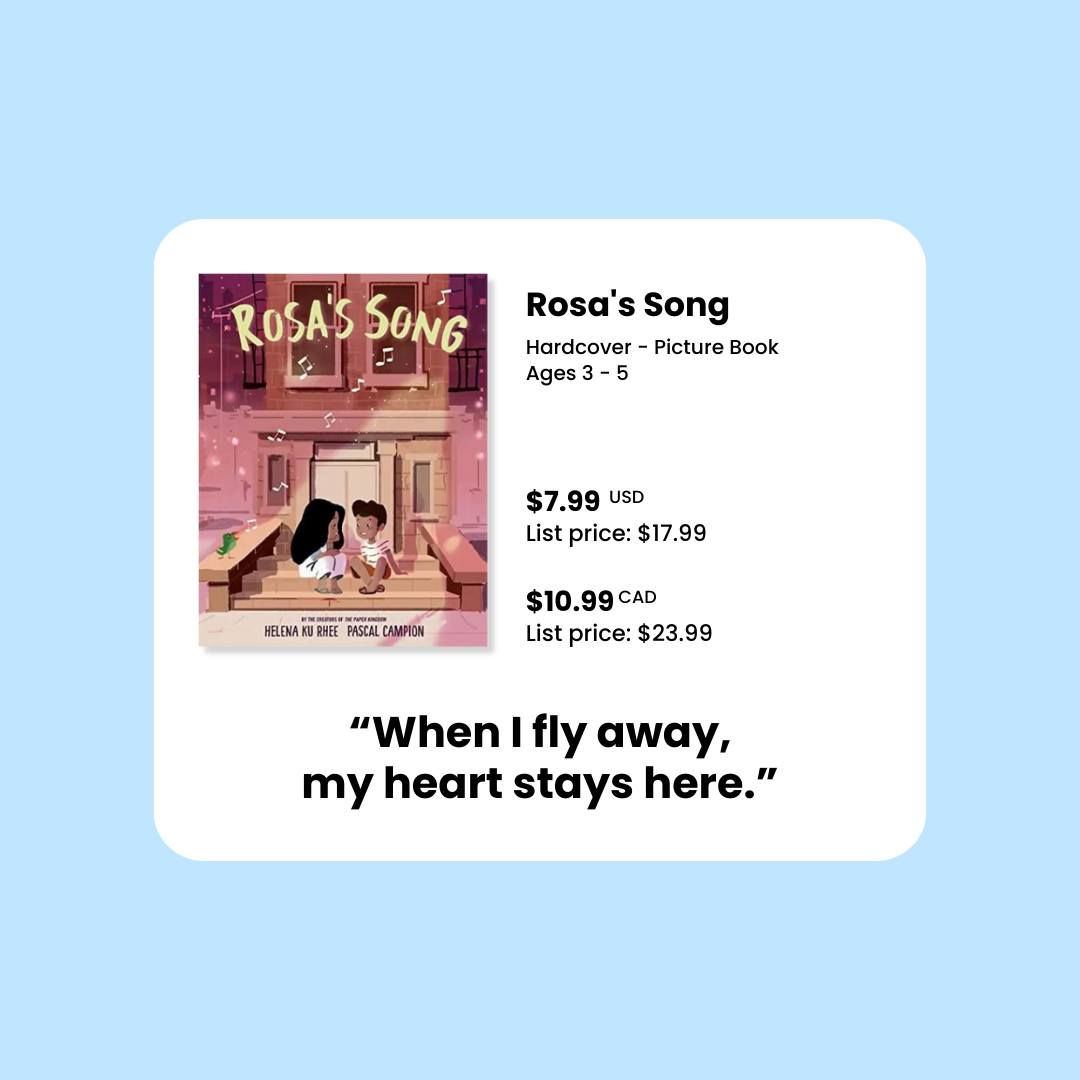 ROSA'S SONG
BY THE CREATORS OF THE PAPER KINGDOM
HELENA KU RHEE PASCAL CAMPION
Rosa's Song
Hardcover - Picture Book
Ages 3 - 5
$7.99 USD
List price: $17.99
$10.99 CAD
List price: $23.99
“When I fly away,
my heart stays here.”